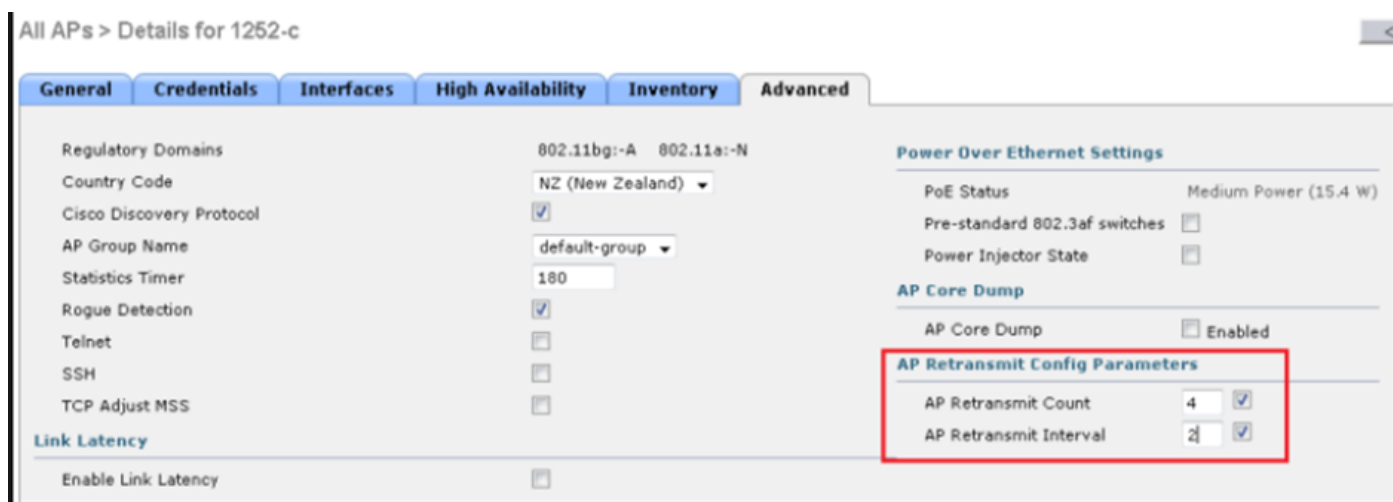 All APs > Details for 1252-c
<
General Credentials Interfaces High Availability Inventory Advanced
Regulatory Domains 802.11bg:-A 802.11a:-N
Country Code NZ (New Zealand)
Cisco Discovery Protocol
AP Group Name default-group
Statistics Timer 180
Rogue Detection
Telnet
SSH
TCP Adjust MSS
Link Latency
Enable Link Latency
Power Over Ethernet Settings
PoE Status Medium Power (15.4 W)
Pre-standard 802.3af switches
Power Injector State
AP Core Dump
AP Core Dump Enabled
AP Retransmit Config Parameters
AP Retransmit Count 4
AP Retransmit Interval 2